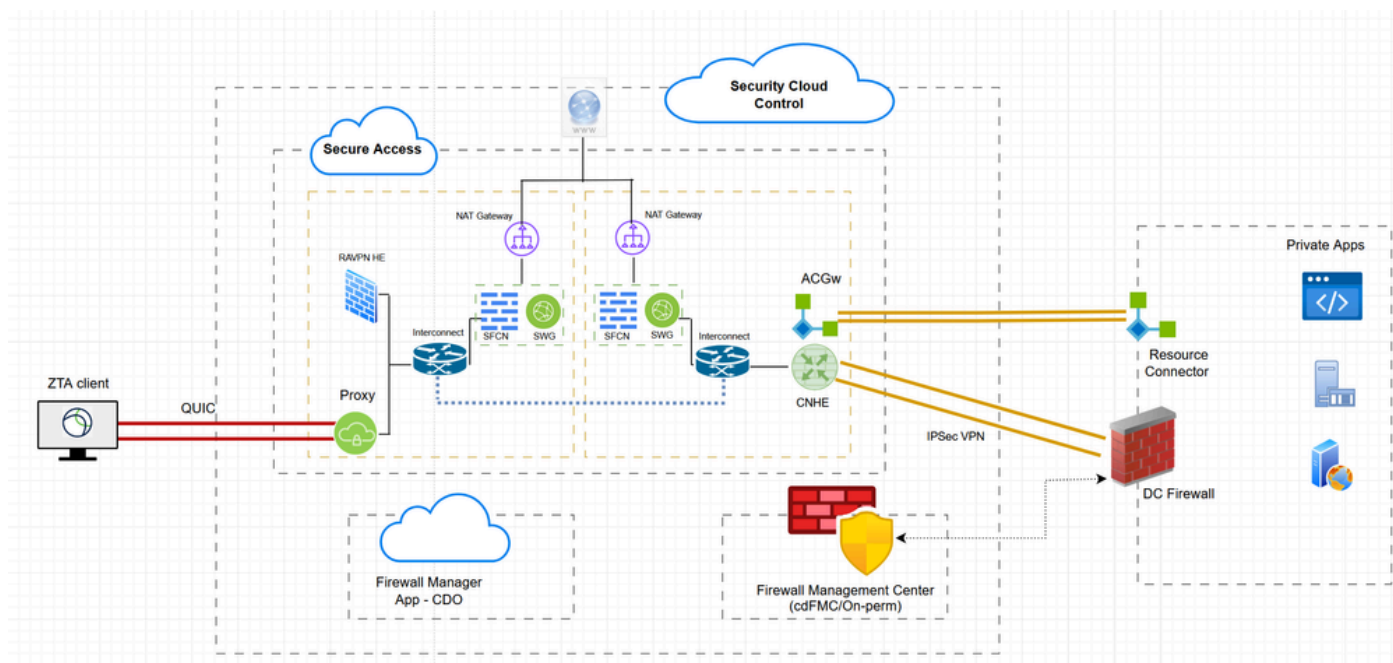 Security Cloud
Control
WWW
Secure Access
NAT Gateway
NAT Gateway
Private Apps
RAVPN HE
ACGw
Interconnect
SFCN
SWG
SFCN
SWG
Interconnect
Resource
Connector
ZTA client
Proxy
QUIC
CNHE
IPSec VPN
DC Firewall
Firewall Manager
App - CDO
Firewall Management Center
(cdFMC/On-perm)